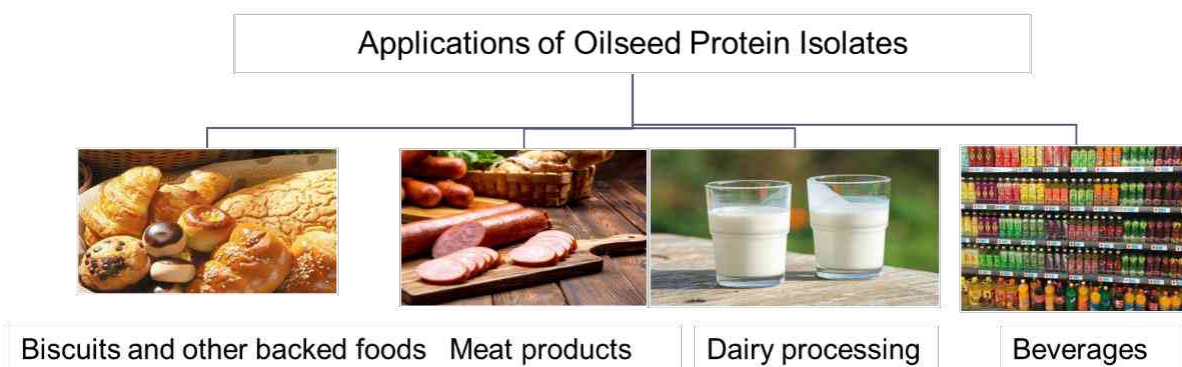 Applications of Oilseed Protein Isolates
Biscuits and other backed foods
Meat products
Dairy processing
Beverages